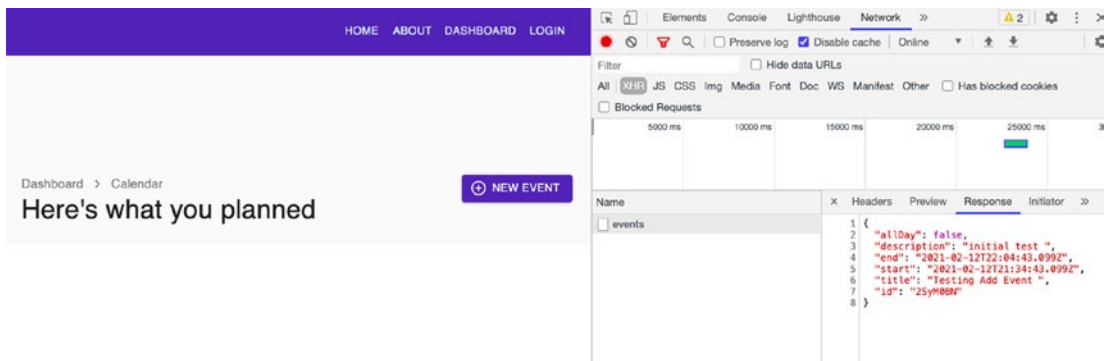 HOME ABOUT DASHBOARD LOGIN
Dashboard > Calendar
Here's what you planned
NEW EVENT
Elements Console Lighthouse Network » 2
Preserve log Disable cache Online
Filter Hide data URLs
All XHR JS CSS Img Media Font Doc WS Manifest Other Has blocked cookies
Blocked Requests
5000 ms 10000 ms 15000 ms 20000 ms 25000 ms 3
Name
events
x Headers Preview Response Initiator »
1 {
2 "allDay": false,
3 "description": "initial test ",
4 "end": "2021-02-12T22:04:43.099Z",
5 "start": "2021-02-12T21:34:43.099Z",
6 "title": "Testing Add Event ",
7 "id":
8 }